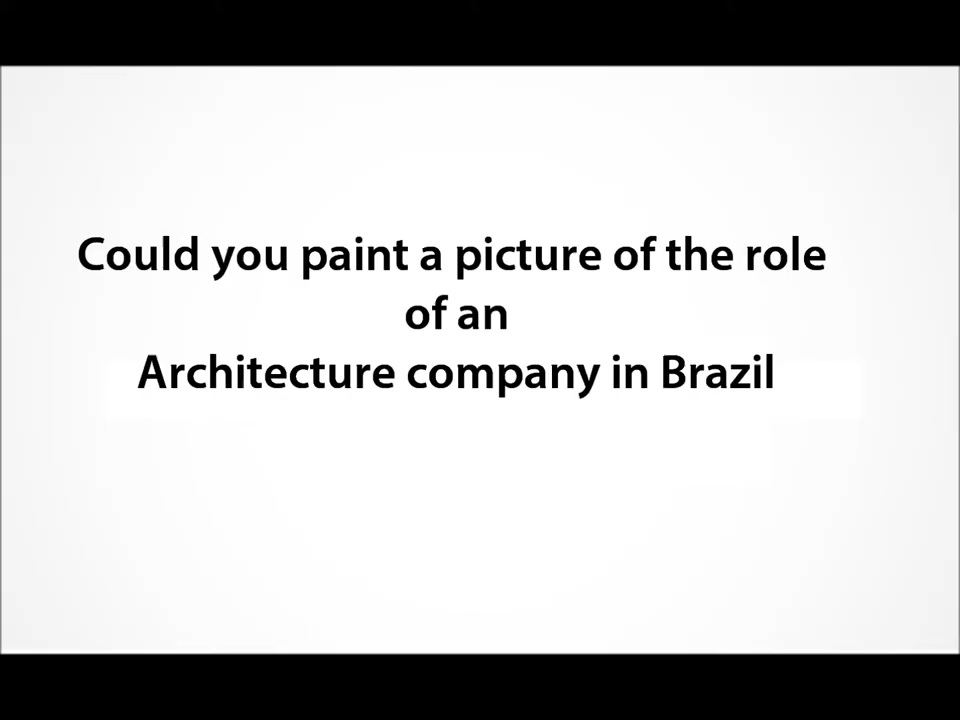 Could you paint a picture of the role
of an
Architecture company in Brazil